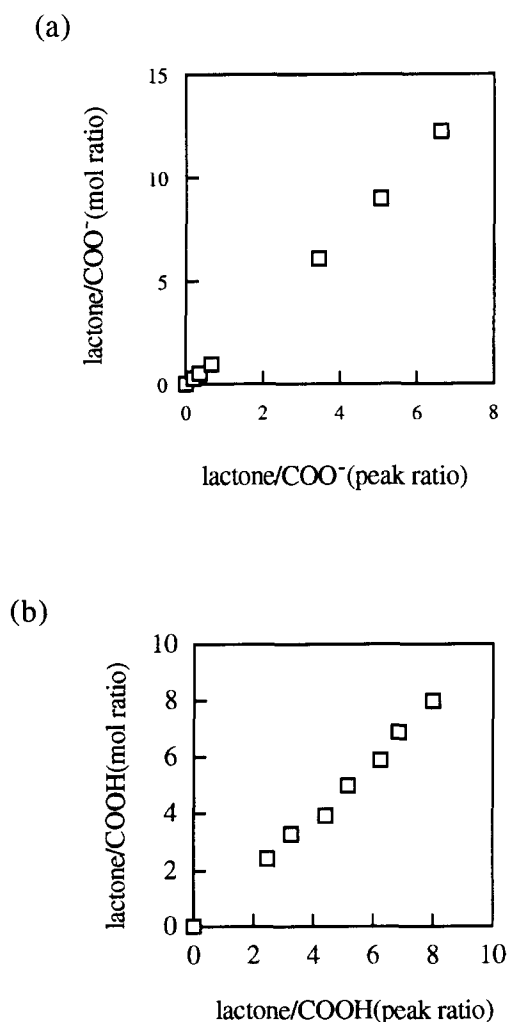 (a)
15
10
5
0
lactone/COO⁻(mol ratio)
0 2 4 6 8
lactone/COO⁻(peak ratio)
(b)
10
8
6
4
2
0
lactone/COOH(mol ratio)
0 2 4 6 8 10
lactone/COOH(peak ratio)